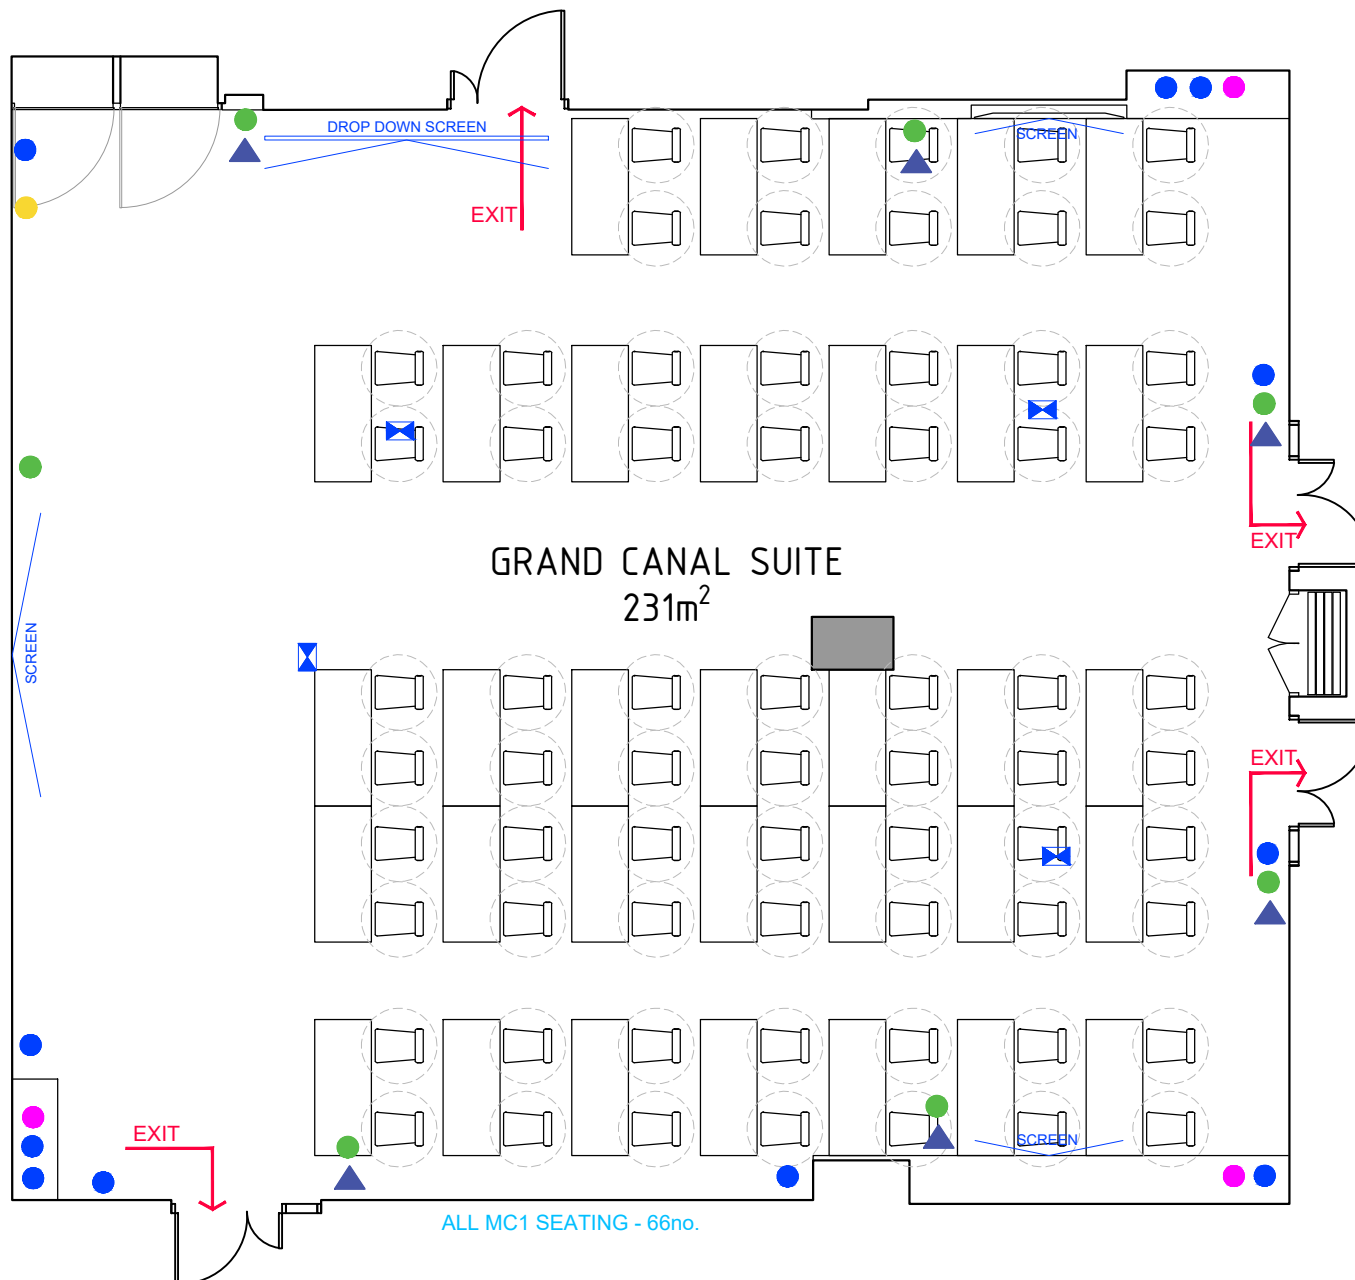 DROP DOWN SCREEN
SCREEN
EXIT
EXIT
GRAND CANAL SUITE
231m²
SCREEN
EXIT
EXIT
SCREEN
ALL MC1 SEATING - 66no.